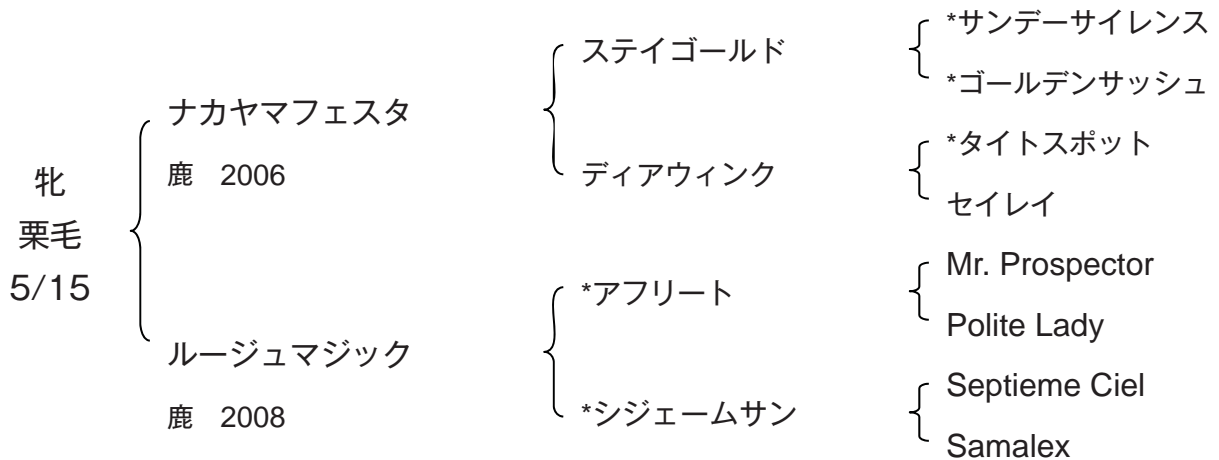 牝
栗毛
5/15
ナカヤマフェスタ
鹿 2006
ルージュマジック
鹿 2008
ステイゴールド
ディアウィンク
*アフリート
*シジェームサン
*サンデーサイレンス
*ゴールデンサッシュ
*タイトスポット
セイレイ
Mr. Prospector
Polite Lady
Septieme Ciel
Samalex